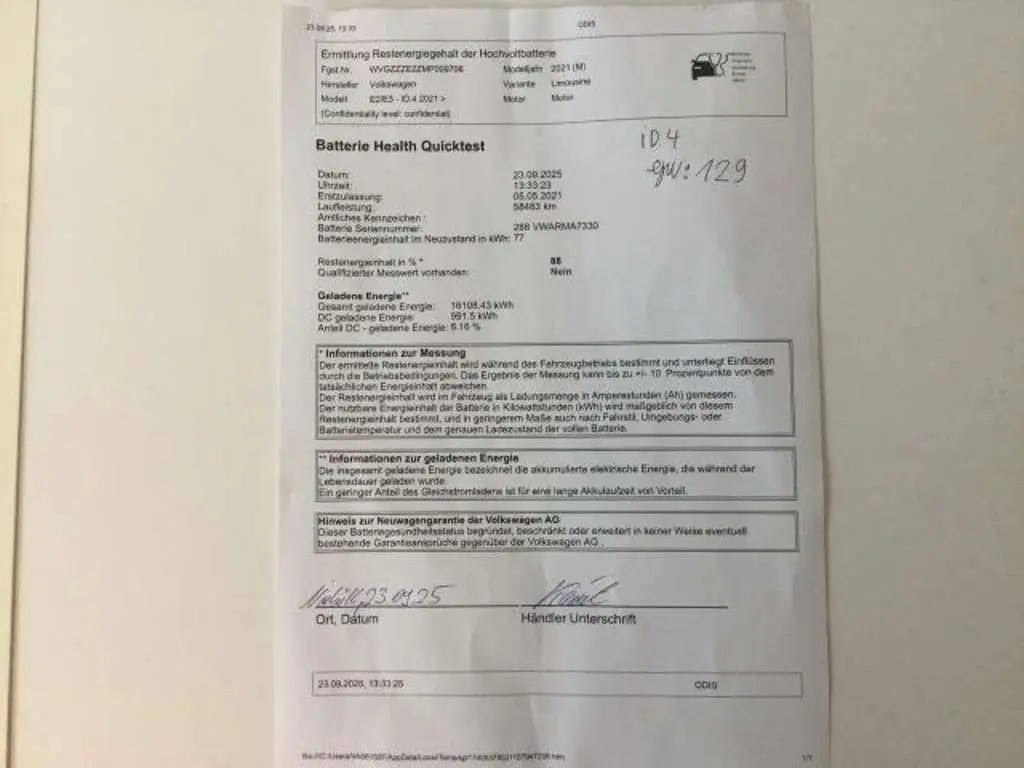 23.09.25, 13:33
ODIS
Ermittlung Restenergiegehalt der Hochvoltbatterie
Fgst.Nr. Modelljahr 2021 (M)
Hersteller Volkswagen Variante Limousine
Modell E2/E3 - ID.4 2021 > Motor Motor
[Confidentiality level: confidential]
iD 4
129
Batterie Health Quicktest
Datum: 23.09.2025
Uhrzeit: 13:33:23
Erstzulassung: 05.05.2021
Laufleistung: 58483 km
Amtliches Kennzeichen :
Batterie Seriennummer: 288 VWARMA7330
Batterieenergieinhalt im Neuzustand in kWh: 77
Restenergieinhalt in % * 88
Qualifizierter Messwert vorhanden: Nein
Geladene Energie**
Gesamt geladene Energie: 16108.43 kWh
DC geladene Energie: 991.5 kWh
Anteil DC - geladene Energie: 6.16 %
* Informationen zur Messung
Der ermittelte Restenergieinhalt wird während des Fahrzeugbetriebs bestimmt und unterliegt Einflüssen
durch die Betriebsbedingungen. Das Ergebnis der Messung kann bis zu +/- 10 Prozentpunkte von dem
tatsächlichen Energieinhalt abweichen.
Der Restenergieinhalt wird im Fahrzeug als Ladungsmenge in Amperestunden (Ah) gemessen.
Der nutzbare Energieinhalt der Batterie in Kilowattstunden (kWh) wird maßgeblich von diesem
Restenergieinhalt bestimmt, und in geringerem Maße auch nach Fahrstil, Umgebungs- oder
Batterietemperatur und dem genauen Ladezustand der vollen Batterie.
** Informationen zur geladenen Energie
Die insgesamt geladene Energie bezeichnet die akkumulierte elektrische Energie, die während der
Lebensdauer geladen wurde.
Ein geringer Anteil des Gleichstromladens ist für eine lange Akkulaufzeit von Vorteil.
Hinweis zur Neuwagengarantie der Volkswagen AG
Dieser Batteriegesundheitsstatus begründet, beschränkt oder erweitert in keiner Weise eventuell
bestehende Garantieansprüche gegenüber der Volkswagen AG .
23.09.25
Ort, Datum Händler Unterschrift
23.09.2025, 13:33:25 ODIS
1/1